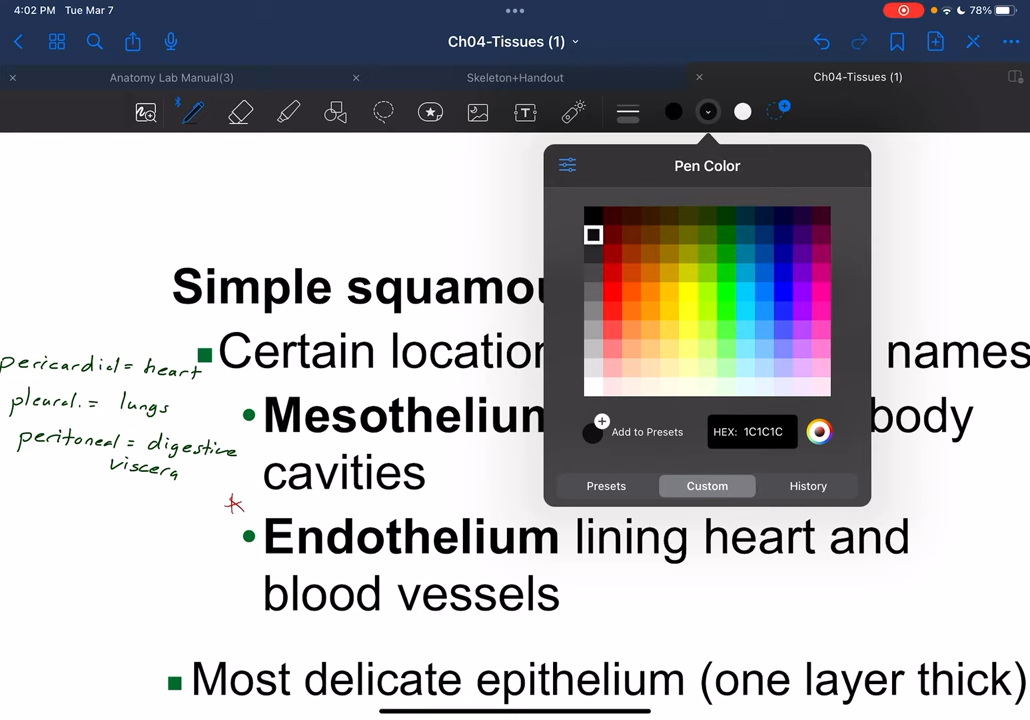 4:02 PM Tue Mar 7
78%
Ch04-Tissues (1)
Anatomy Lab Manual(3)
Skeleton+Handout
Ch04-Tissues (1)
Pen Color
HEX: 1C1C1C
Add to Presets
Presets
Custom
History
Simple squamou
Certain location names
Mesothelium body
cavities
Endothelium lining heart and
blood vessels
Most delicate epithelium (one layer thick)
pericardial = heart
pleural. = lungs
peritoneal = digestive
viscera